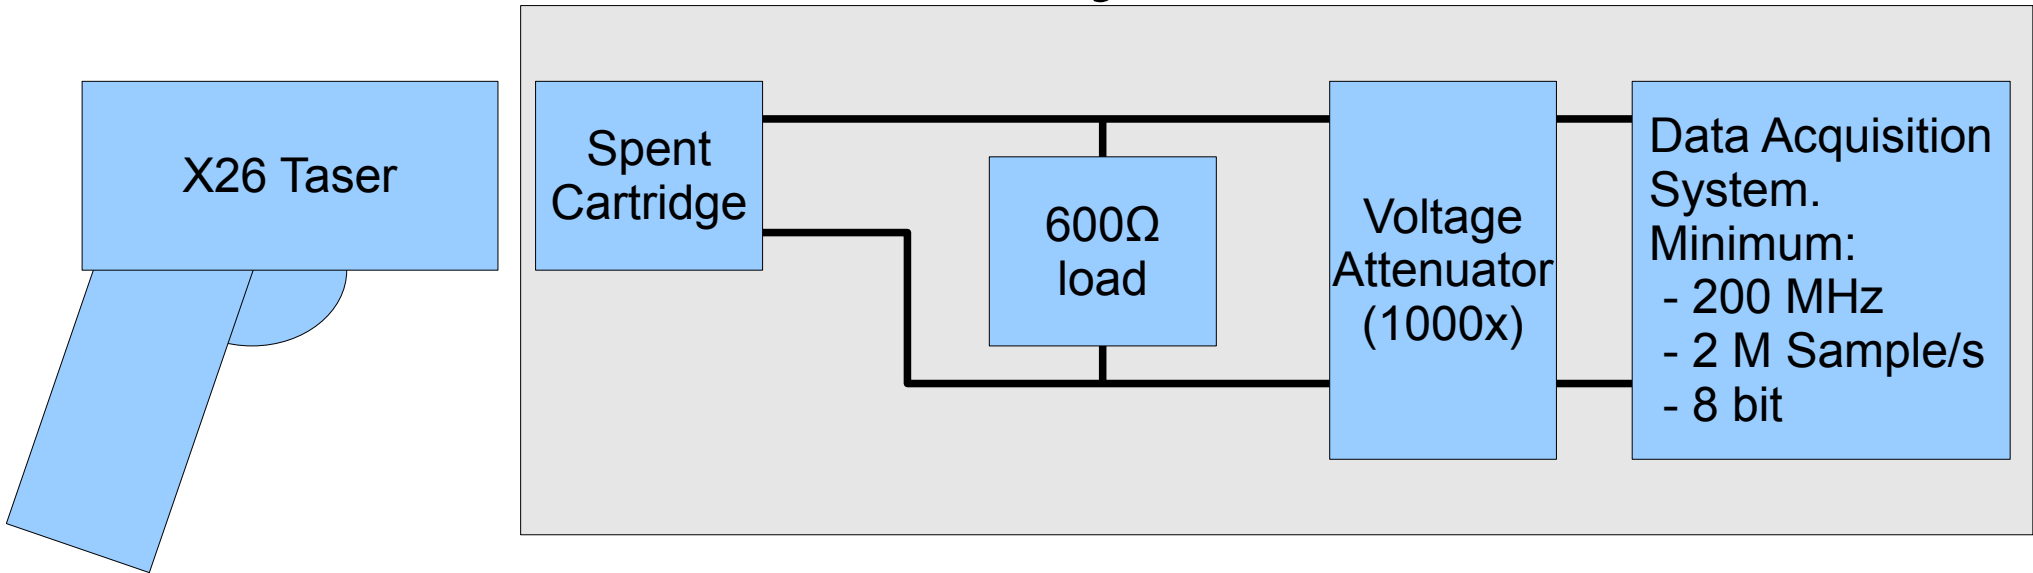 X26 Taser
Spent
Cartridge
600Ω
load
Voltage
Attenuator
(1000x)
Data Acquisition
System.
Minimum:
- 200 MHz
- 2 M Sample/s
- 8 bit